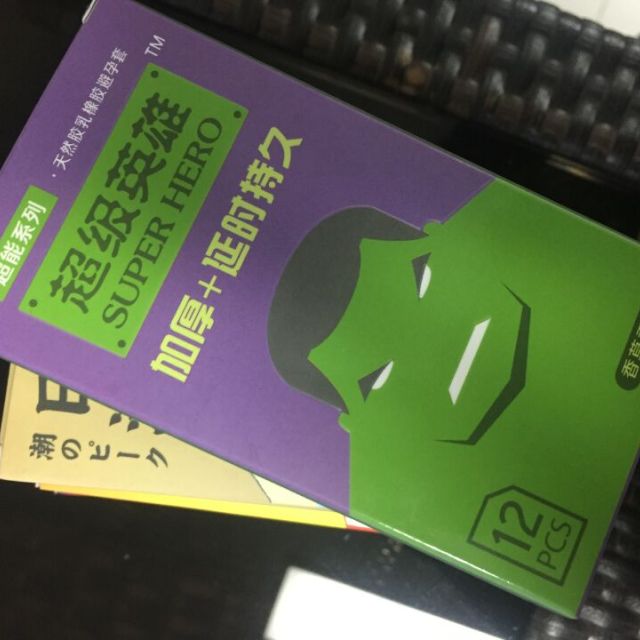 ·天然胶乳橡胶避孕套
超能系列
超级英雄
TM
SUPER HERO
加厚+延时持久
12
PCS
潮のピーク